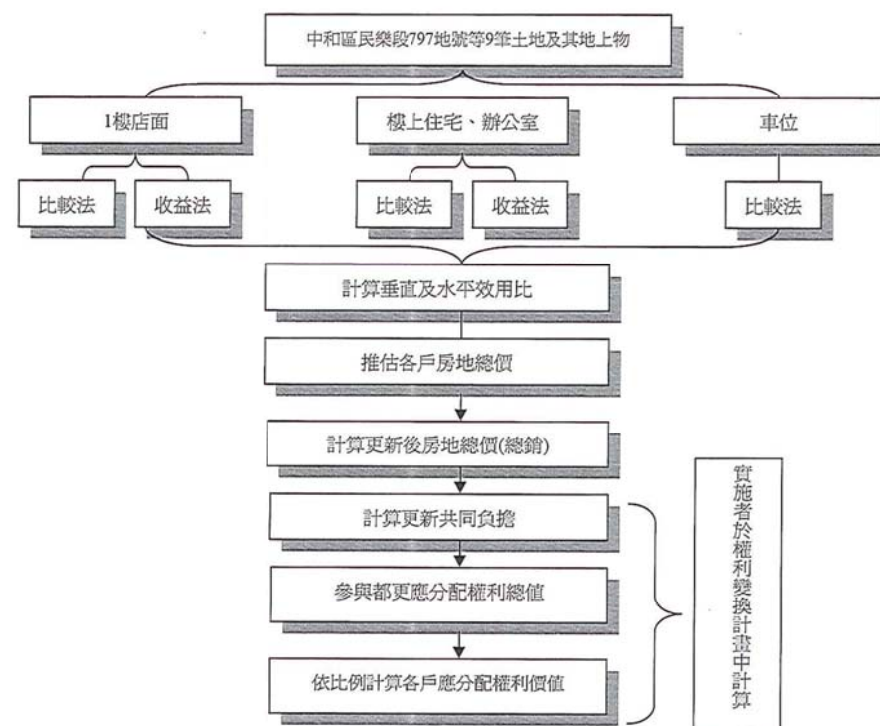 中和區民樂段797地號等9筆土地及其地上物
1樓店面
樓上住宅、辦公室
車位
比較法
收益法
比較法
收益法
比較法
計算垂直及水平效用比
推估各戶房地總價
計算更新後房地總價(總銷)
計算更新共同負擔
參與都更應分配權利總值
依比例計算各戶應分配權利價值
實施者於權利變換計畫中計算